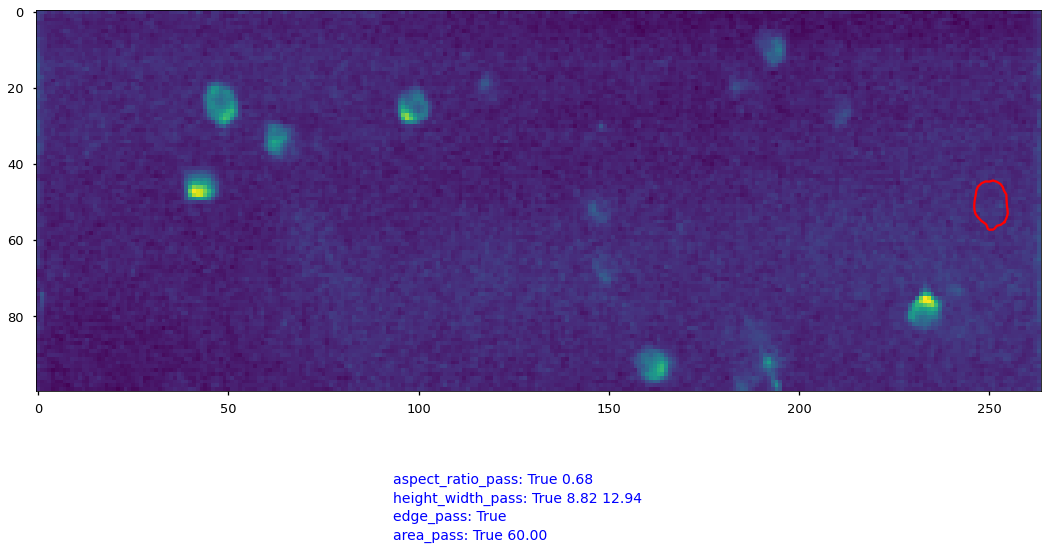 0
20
40
60
80
0 50 100 150 200 250
aspect_ratio_pass: True 0.68
height_width_pass: True 8.82 12.94
edge_pass: True
area_pass: True 60.00